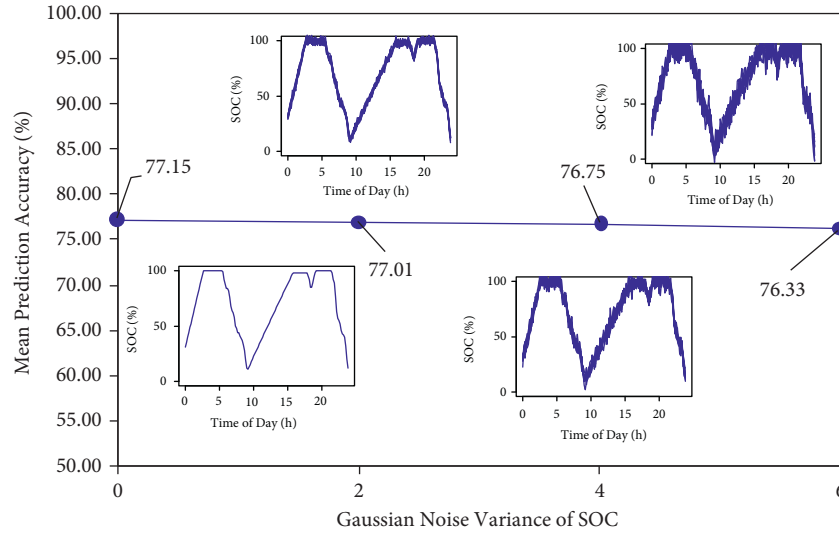 100.00
95.00
90.00
85.00
80.00
75.00
70.00
65.00
60.00
55.00
50.00
Mean Prediction Accuracy (%)
0
2
4
6
Gaussian Noise Variance of SOC
77.15
77.01
76.75
76.33
100
50
0
SOC (%)
0 5 10 15 20
Time of Day (h)
100
50
0
SOC (%)
0 5 10 15 20
Time of Day (h)
100
50
0
SOC (%)
0 5 10 15 20
Time of Day (h)
100
50
0
SOC (%)
0 5 10 15 20
Time of Day (h)